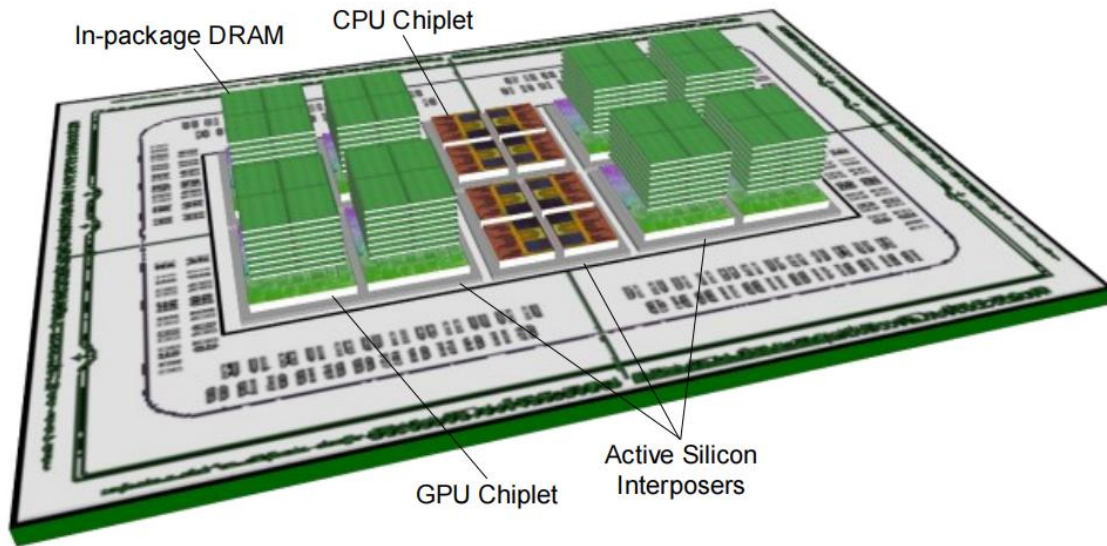 CPU Chiplet
In-package DRAM
Active Silicon
Interposers
GPU Chiplet